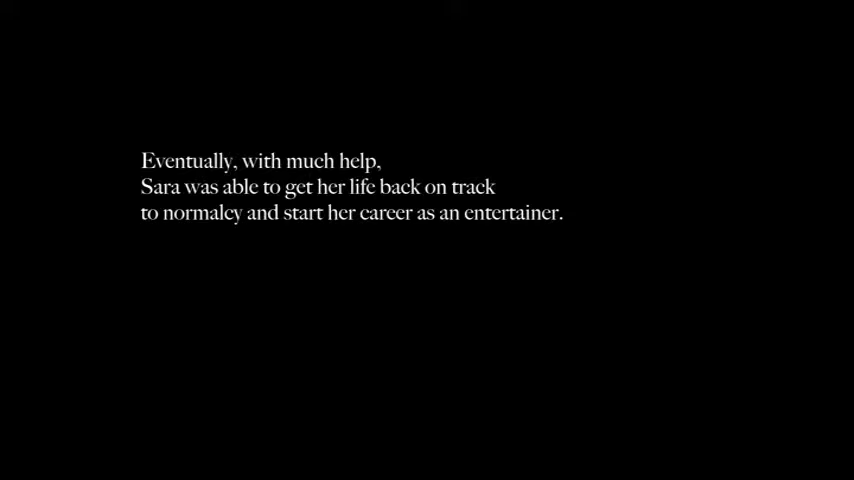 Eventually, with much help,
Sara was able to get her life back on track
to normalcy and start her career as an entertainer.